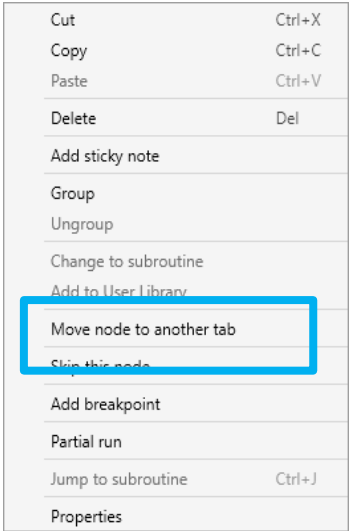 Cut Ctrl+X
Copy Ctrl+C
Paste Ctrl+V
Delete Del
Add sticky note
Group
Ungroup
Change to subroutine
Add to User Library
Move node to another tab
Skip this node
Add breakpoint
Partial run
Jump to subroutine Ctrl+J
Properties